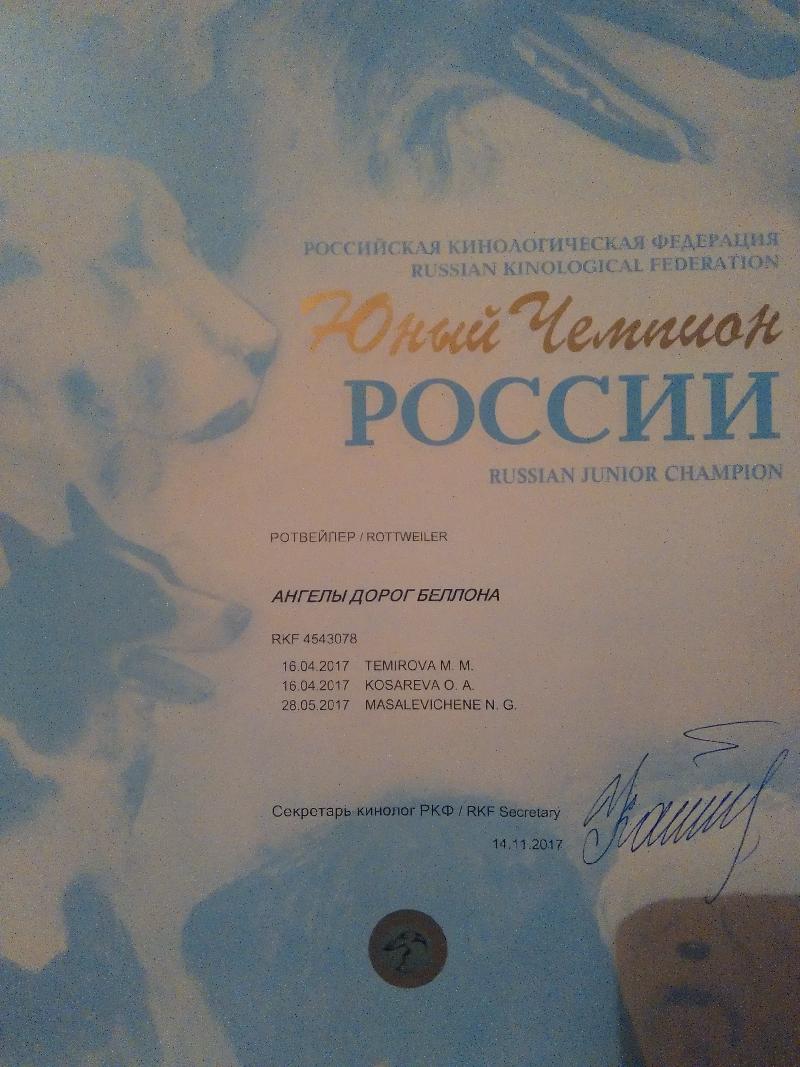 РОССИЙСКАЯ КИНОЛОГИЧЕСКАЯ ФЕДЕРАЦИЯ
RUSSIAN KINOLOGICAL FEDERATION
Юный Чемпион
РОССИИ
RUSSIAN JUNIOR CHAMPION
РОТВЕЙЛЕР / ROTTWEILER
АНГЕЛЫ ДОРОГ БЕЛЛОНА
RKF 4543078
16.04.2017 TEMIROVA M. M.
16.04.2017 KOSAREVA O. A.
28.05.2017 MASALEVICHENE N. G.
Секретарь кинолог РКФ / RKF Secretary
14.11.2017